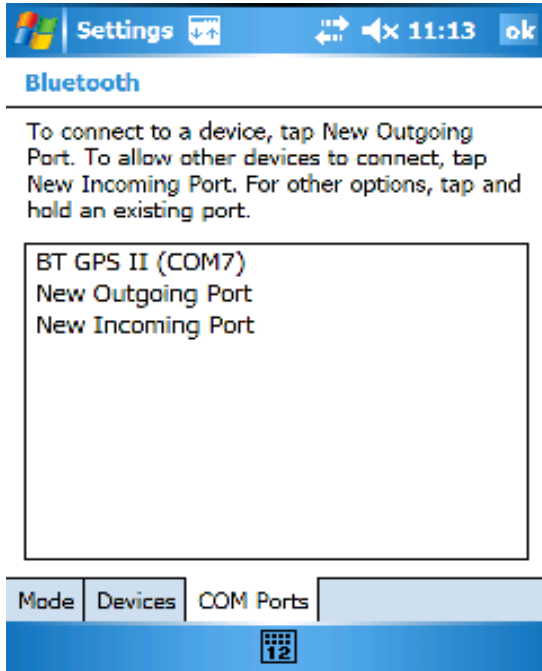 Settings 11:13 ok
Bluetooth
To connect to a device, tap New Outgoing
Port. To allow other devices to connect, tap
New Incoming Port. For other options, tap and
hold an existing port.
BT GPS II (COM7)
New Outgoing Port
New Incoming Port
Mode Devices COM Ports
12